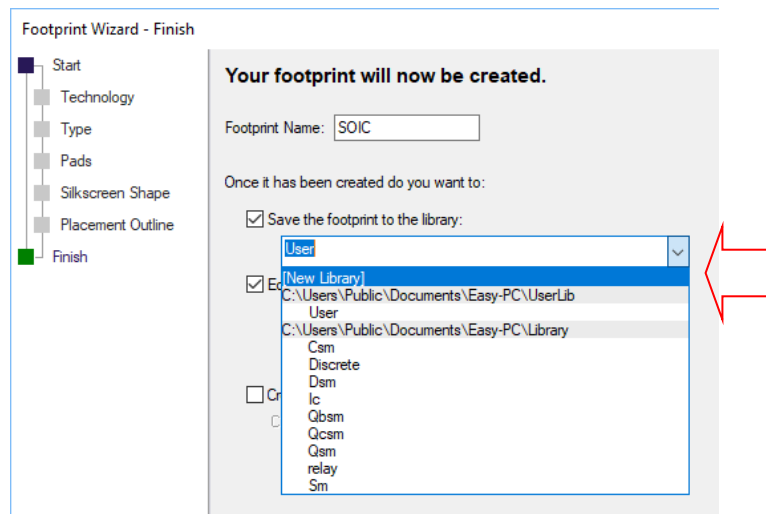 Footprint Wizard - Finish
Start
Technology
Type
Pads
Silkscreen Shape
Placement Outline
Finish
Your footprint will now be created.
Footprint Name: SOIC
Once it has been created do you want to:
Save the footprint to the library:
User
[New Library]
C:\Users\Public\Documents\Easy-PC\UserLib
User
C:\Users\Public\Documents\Easy-PC\Library
Csm
Discrete
Dsm
Ic
Qbsm
Qcsm
Qsm
relay
Sm